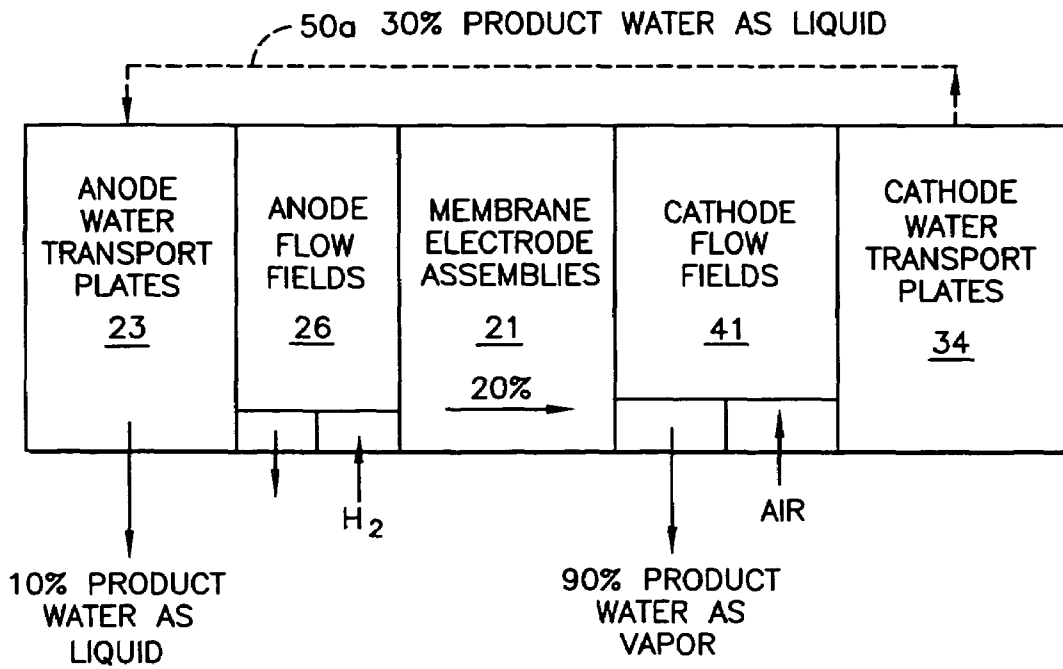 50a 30% PRODUCT WATER AS LIQUID
ANODE
WATER
TRANSPORT
PLATES
23
ANODE
FLOW
FIELDS
26
MEMBRANE
ELECTRODE
ASSEMBLIES
21
20%
CATHODE
FLOW
FIELDS
41
CATHODE
WATER
TRANSPORT
PLATES
34
H2
AIR
10% PRODUCT
WATER AS
LIQUID
90% PRODUCT
WATER AS
VAPOR